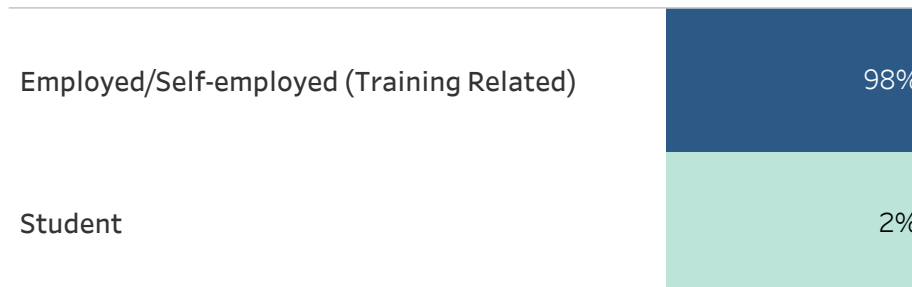 Employed/Self-employed (Training Related) 98%
Student 2%